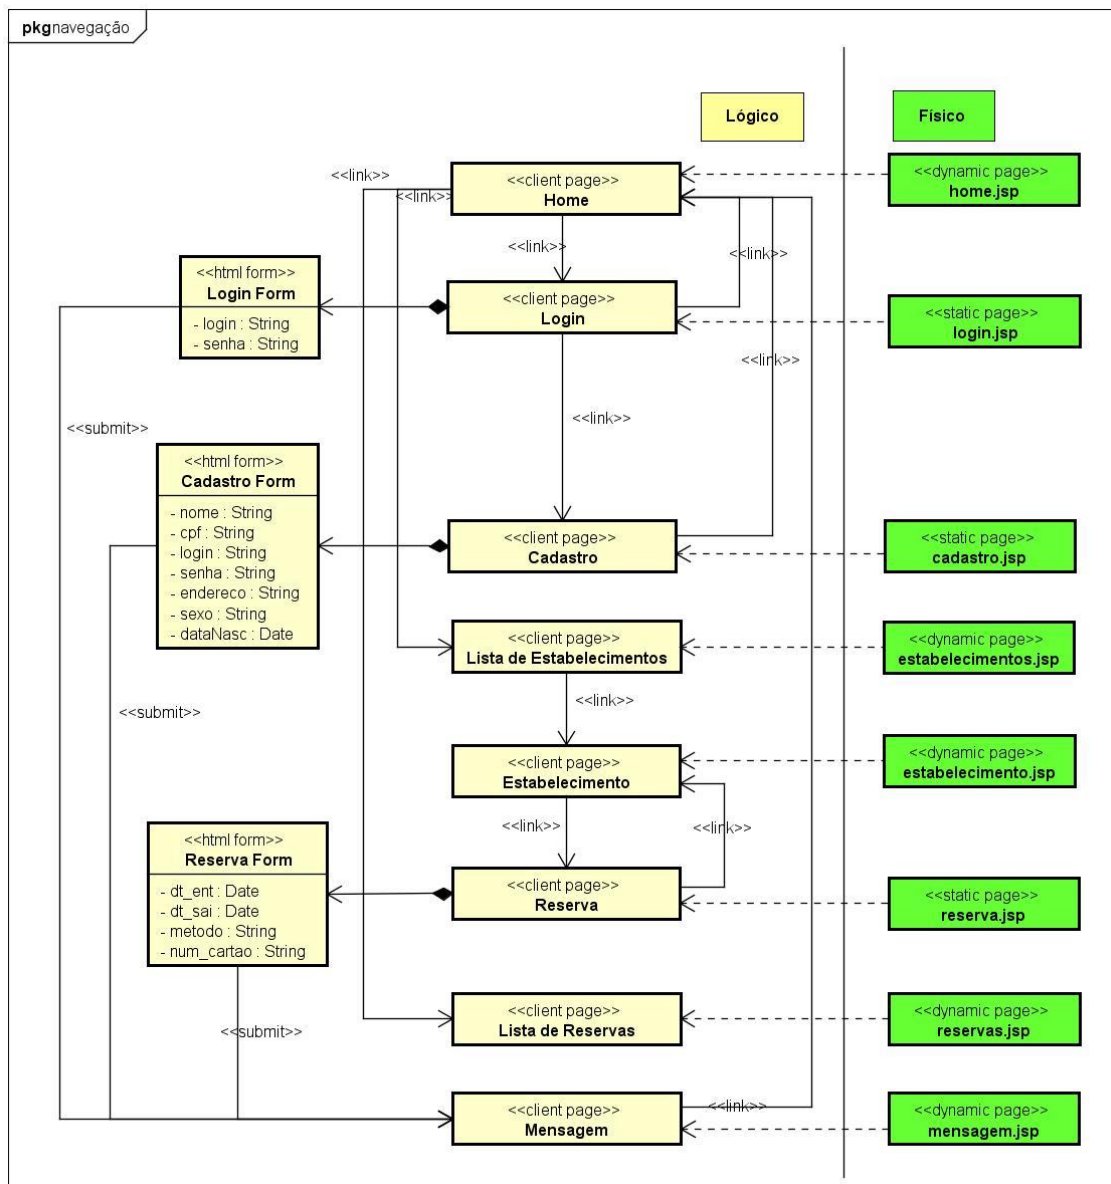 pkg navegação
Lógico
Físico
<<client page>>
Home
<<dynamic page>>
home.jsp
<<link>>
<<link>>
<<link>>
<<link>>
<<html form>>
Login Form
- login : String
- senha : String
<<client page>>
Login
<<static page>>
login.jsp
<<link>>
<<link>>
<<submit>>
<<html form>>
Cadastro Form
- nome : String
- cpf : String
- login : String
- senha : String
- endereco : String
- sexo : String
- dataNasc : Date
<<client page>>
Cadastro
<<static page>>
cadastro.jsp
<<client page>>
Lista de Estabelecimentos
<<dynamic page>>
estabelecimentos.jsp
<<link>>
<<submit>>
<<client page>>
Estabelecimento
<<dynamic page>>
estabelecimento.jsp
<<link>>
<<link>>
<<html form>>
Reserva Form
- dt_ent : Date
- dt_sai : Date
- metodo : String
- num_cartao : String
<<client page>>
Reserva
<<static page>>
reserva.jsp
<<client page>>
Lista de Reservas
<<dynamic page>>
reservas.jsp
<<submit>>
<<client page>>
Mensagem
<<link>>
<<dynamic page>>
mensagem.jsp